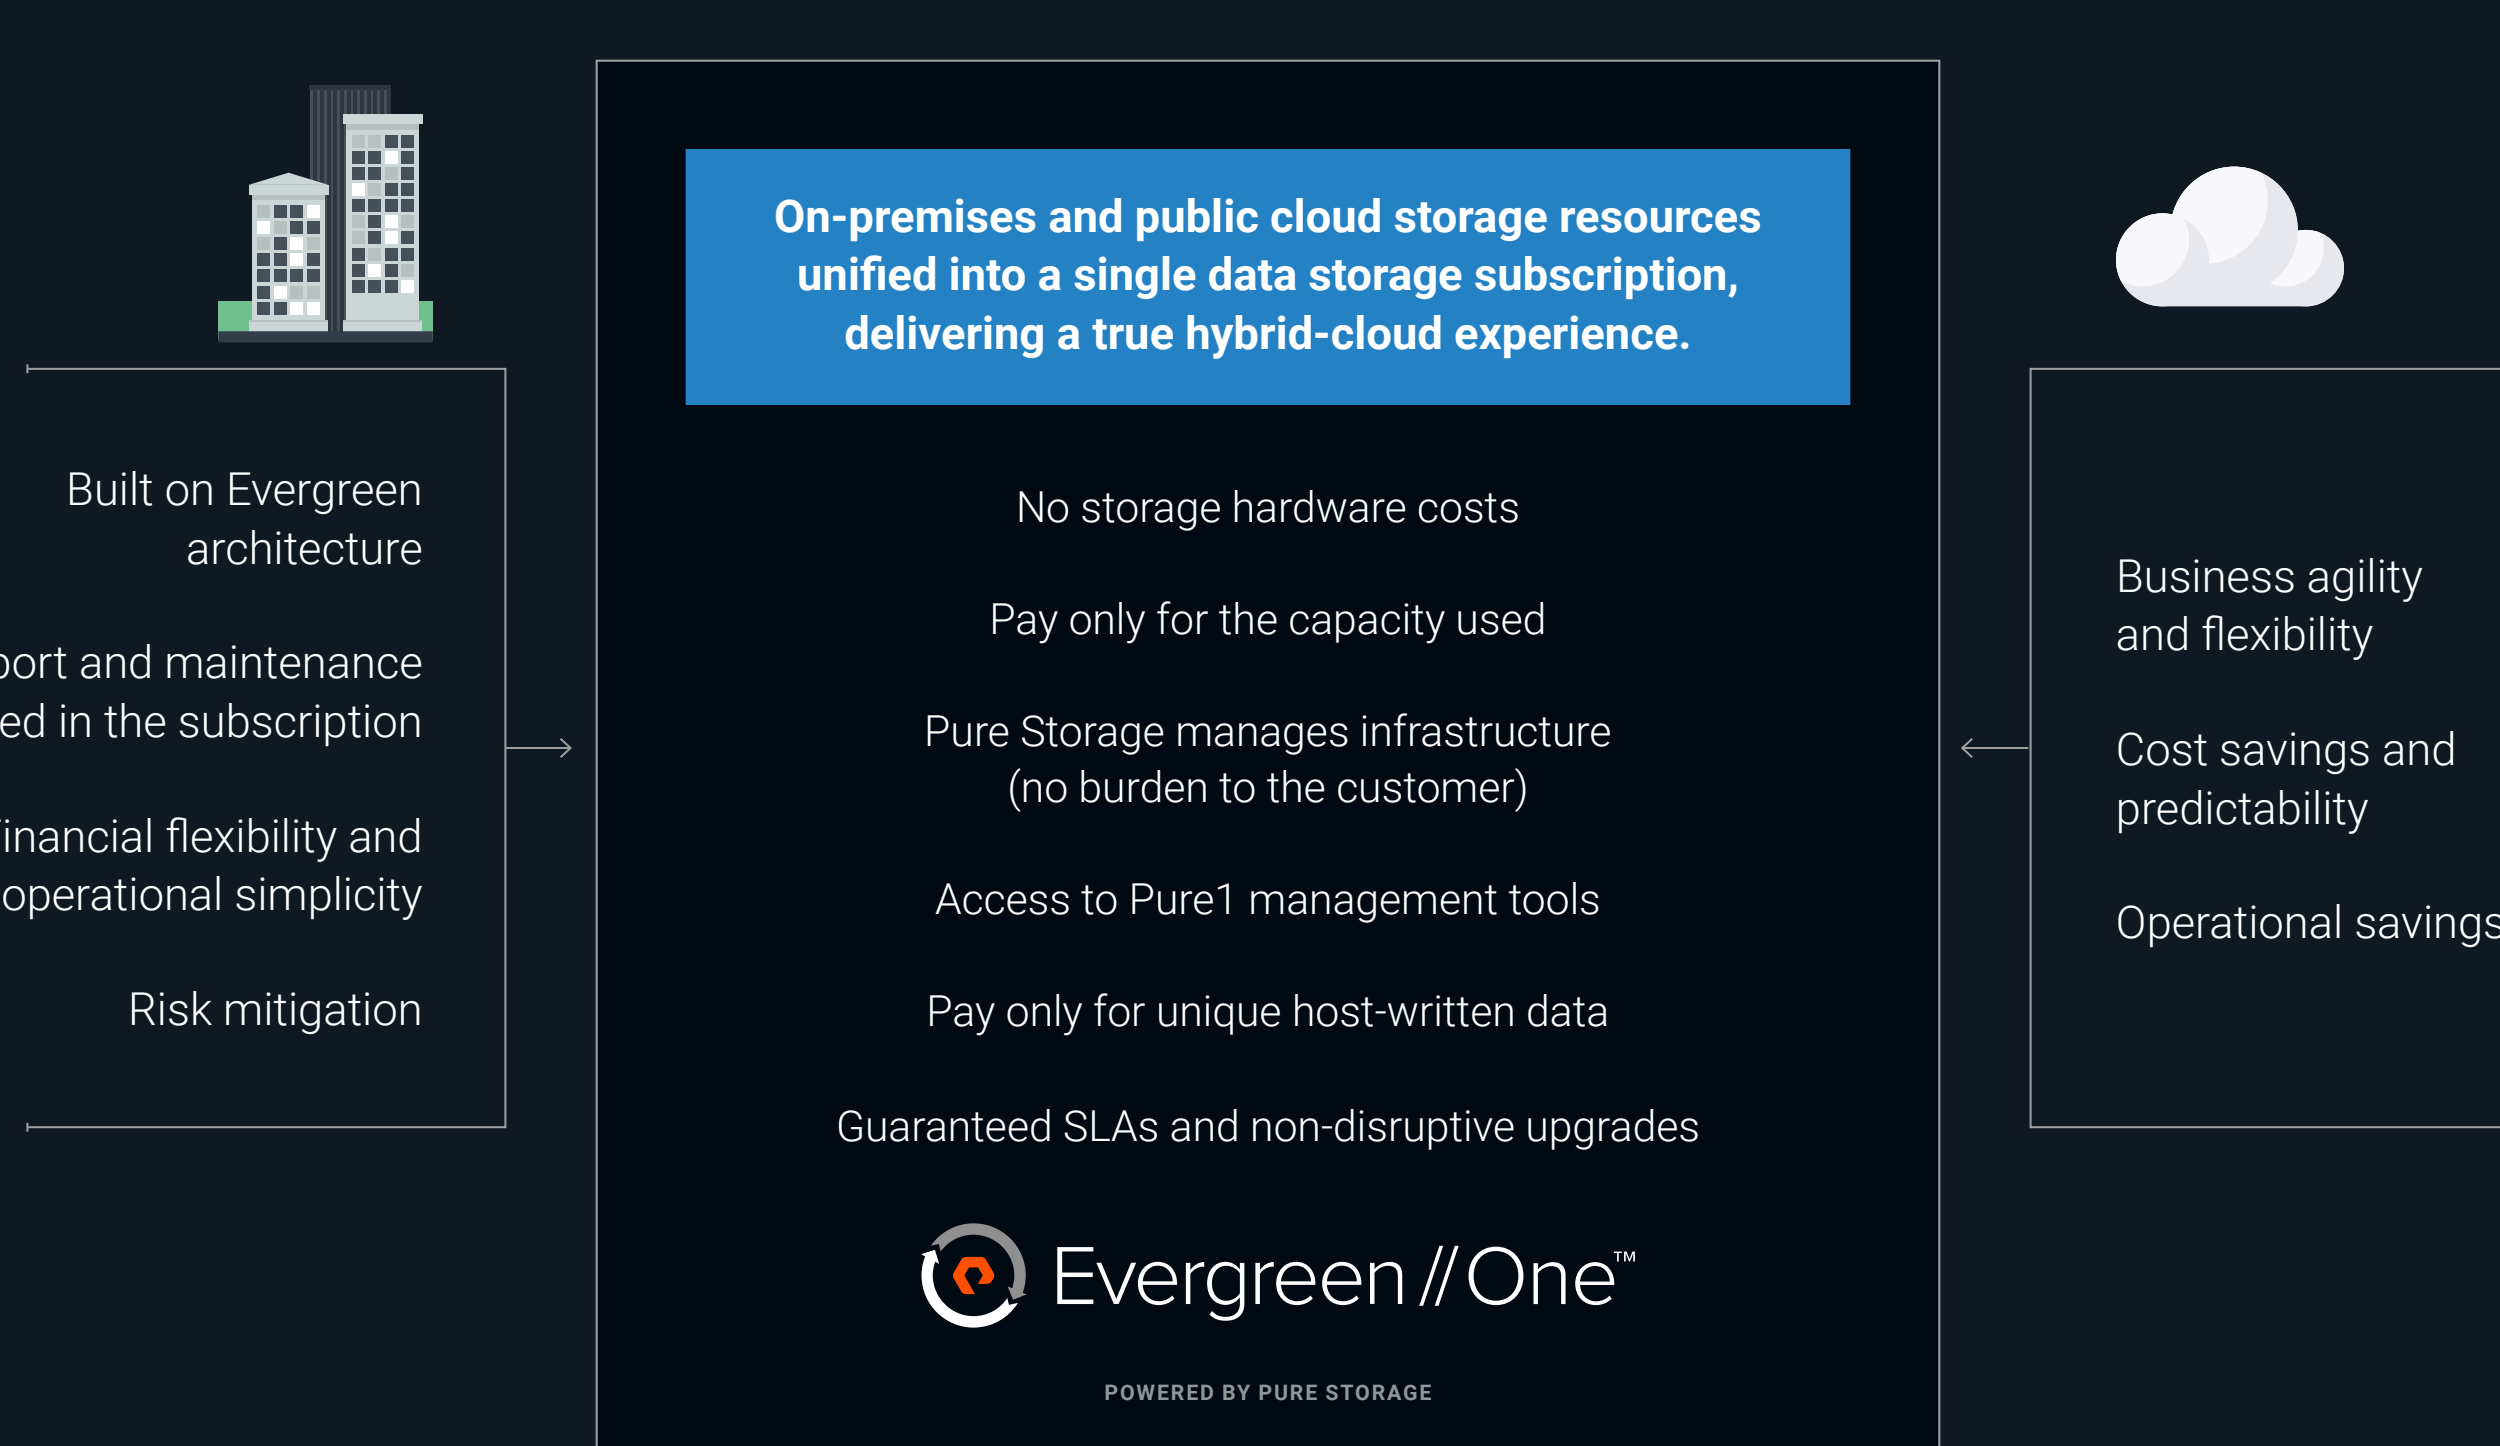 Built on Evergreen
architecture
and maintenance
in the subscription
flexibility and
operational simplicity
Risk mitigation
On-premises and public cloud storage resources
unified into a single data storage subscription,
delivering a true hybrid-cloud experience.
No storage hardware costs
Pay only for the capacity used
Pure Storage manages infrastructure
(no burden to the customer)
Access to Pure1 management tools
Pay only for unique host-written data
Guaranteed SLAs and non-disruptive upgrades
Evergreen//One™
POWERED BY PURE STORAGE
Business agility
and flexibility
Cost savings and
predictability
Operational savings